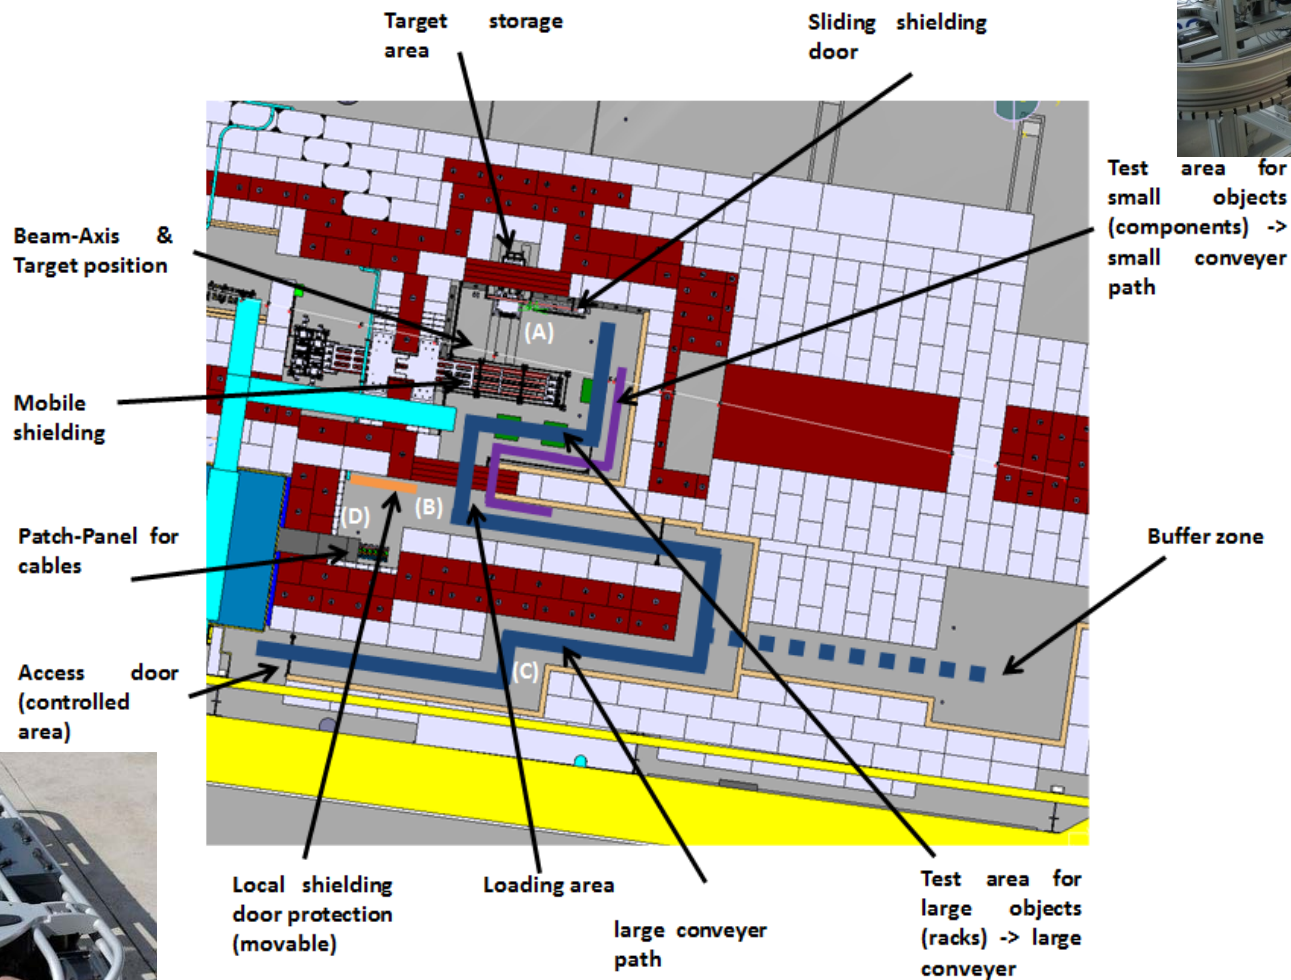 Target storage
area
Sliding shielding
door
Test area for
small objects
(components) ->
small conveyer
path
Beam-Axis &
Target position
(A)
Mobile
shielding
(B)
(D)
Patch-Panel for
cables
Buffer zone
Access door
(controlled
area)
(C)
Local shielding
door protection
(movable)
Loading area
large conveyer
path
Test area for
large objects
(racks) -> large
conveyer